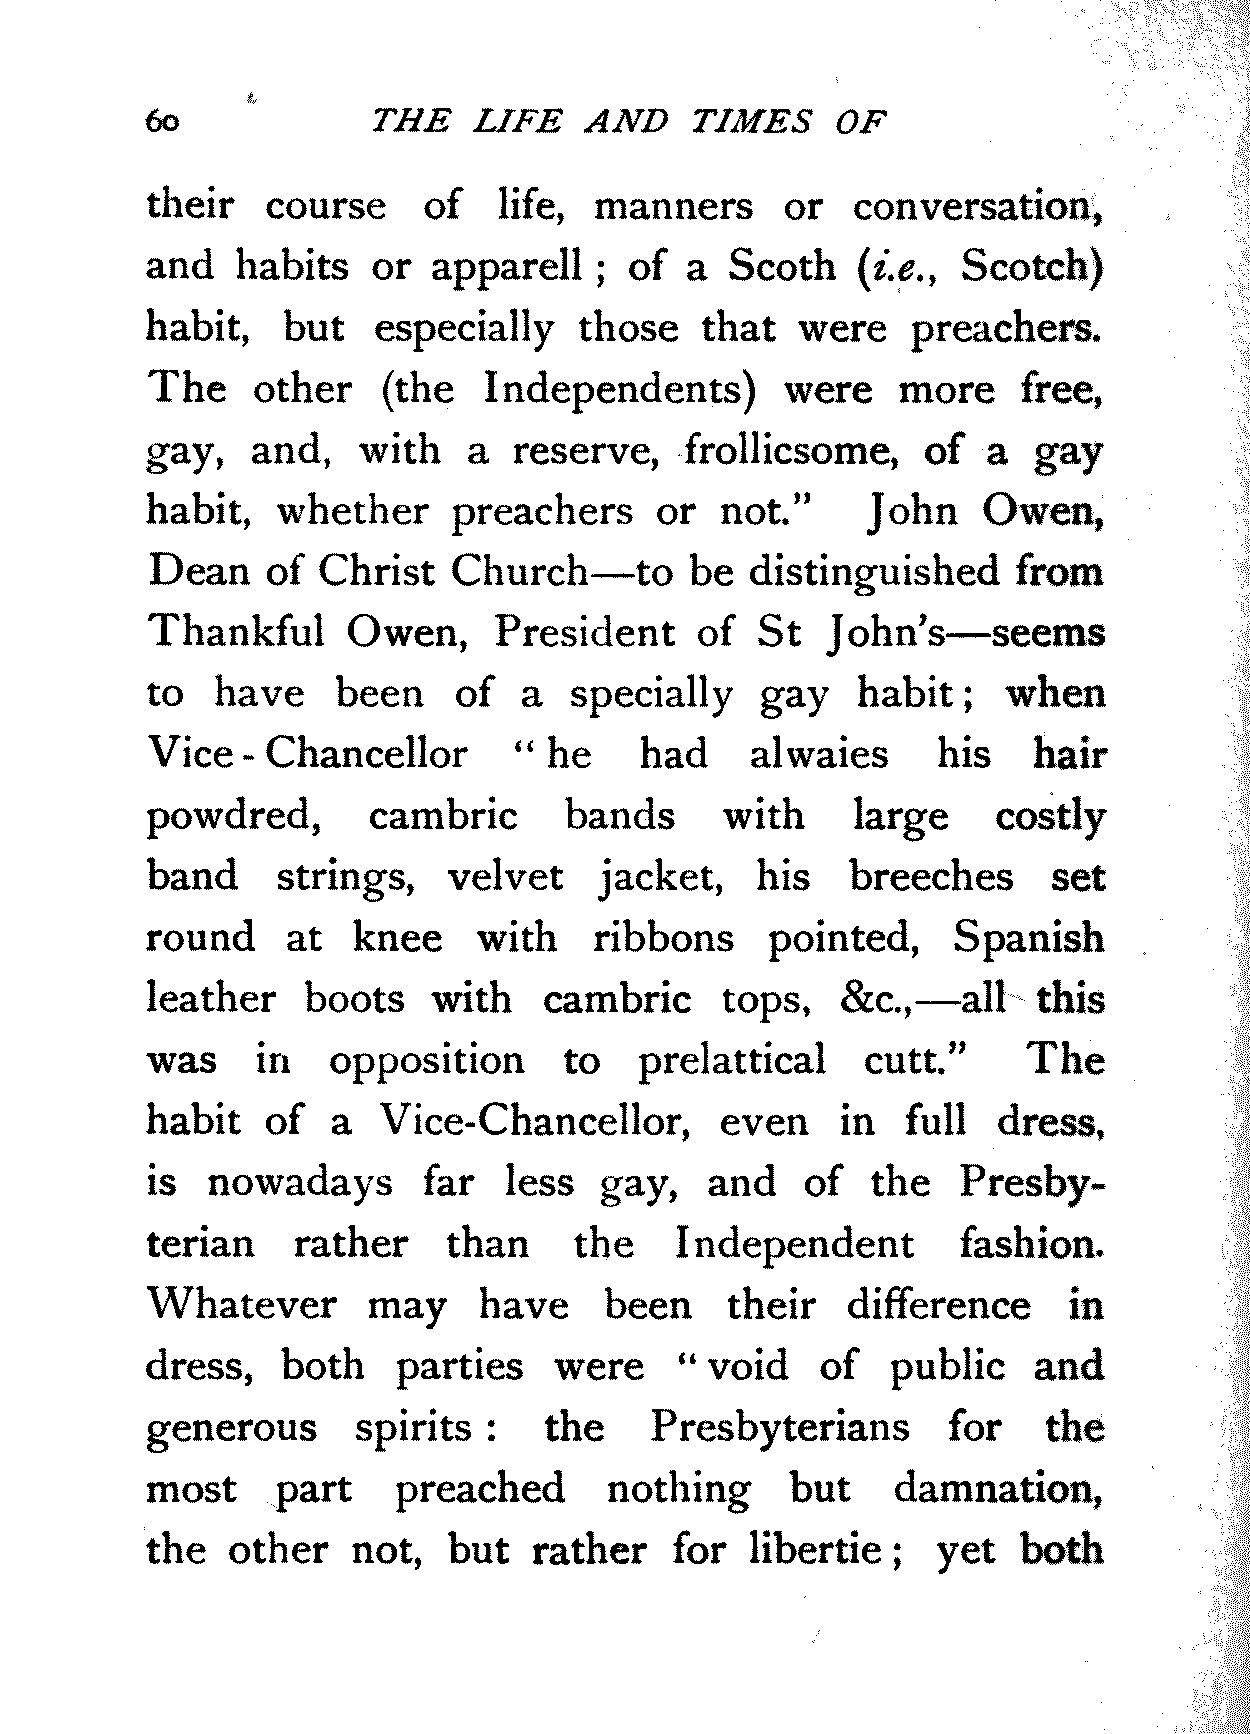 60 THE LIFE AND TIMES OF
their course of life, manners or conversation,
and habits or apparell ; of a Scoth (i.e., Scotch)
habit, but especially those that were preachers.
The other (the Independents) were more free,
gay, and, with a reserve, frollicsome, of a gay
habit, whether preachers or not.” John Owen,
Dean of Christ Church—to be distinguished from
Thankful Owen, President of St John’s—seems
to have been of a specially gay habit ; when
Vice-Chancellor “ he had alwaies his hair
powdred, cambric bands with large costly
band strings, velvet jacket, his breeches set
round at knee with ribbons pointed, Spanish
leather boots with cambric tops, &c.,—all this
was in opposition to prelattical cutt.” The
habit of a Vice-Chancellor, even in full dress,
is nowadays far less gay, and of the Presby-
terian rather than the Independent fashion.
Whatever may have been their difference in
dress, both parties were “ void of public and
generous spirits : the Presbyterians for the
most part preached nothing but damnation,
the other not, but rather for libertie ; yet both